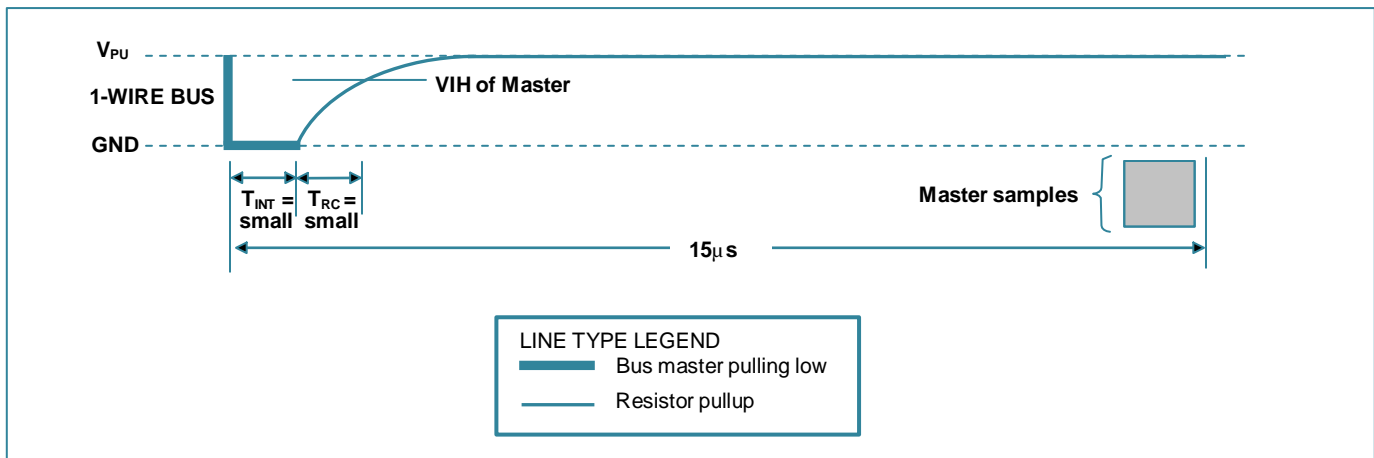 VPU
1-WIRE BUS
VIH of Master
GND
TINT =
small
TRC =
small
Master samples
15μs
LINE TYPE LEGEND
Bus master pulling low
Resistor pullup